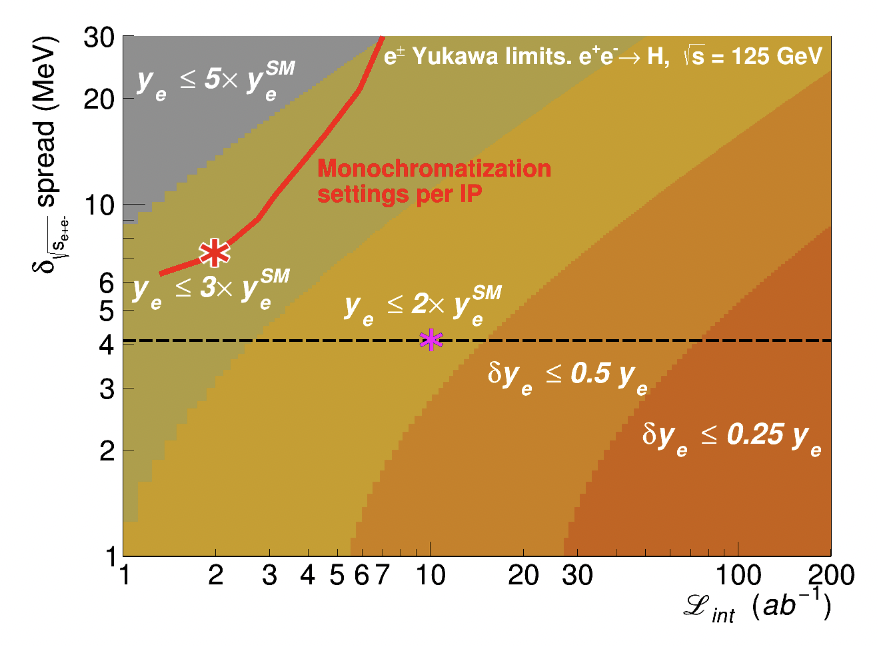 e± Yukawa limits. e⁺e⁻→ H, √s = 125 GeV
y_e ≤ 5× y_e^SM
Monochromatization
settings per IP
y_e ≤ 3× y_e^SM
y_e ≤ 2× y_e^SM
δy_e ≤ 0.5 y_e
δy_e ≤ 0.25 y_e
δ_√s_e+e- spread (MeV)
30
20
10
6
5
4
3
2
1
1 2 3 4 5 6 7 10 20 30 100 200
ℒ_int (ab⁻¹)